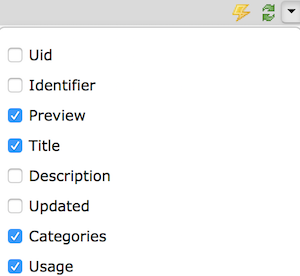 Uid
Identifier
Preview
Title
Description
Updated
Categories
Usage